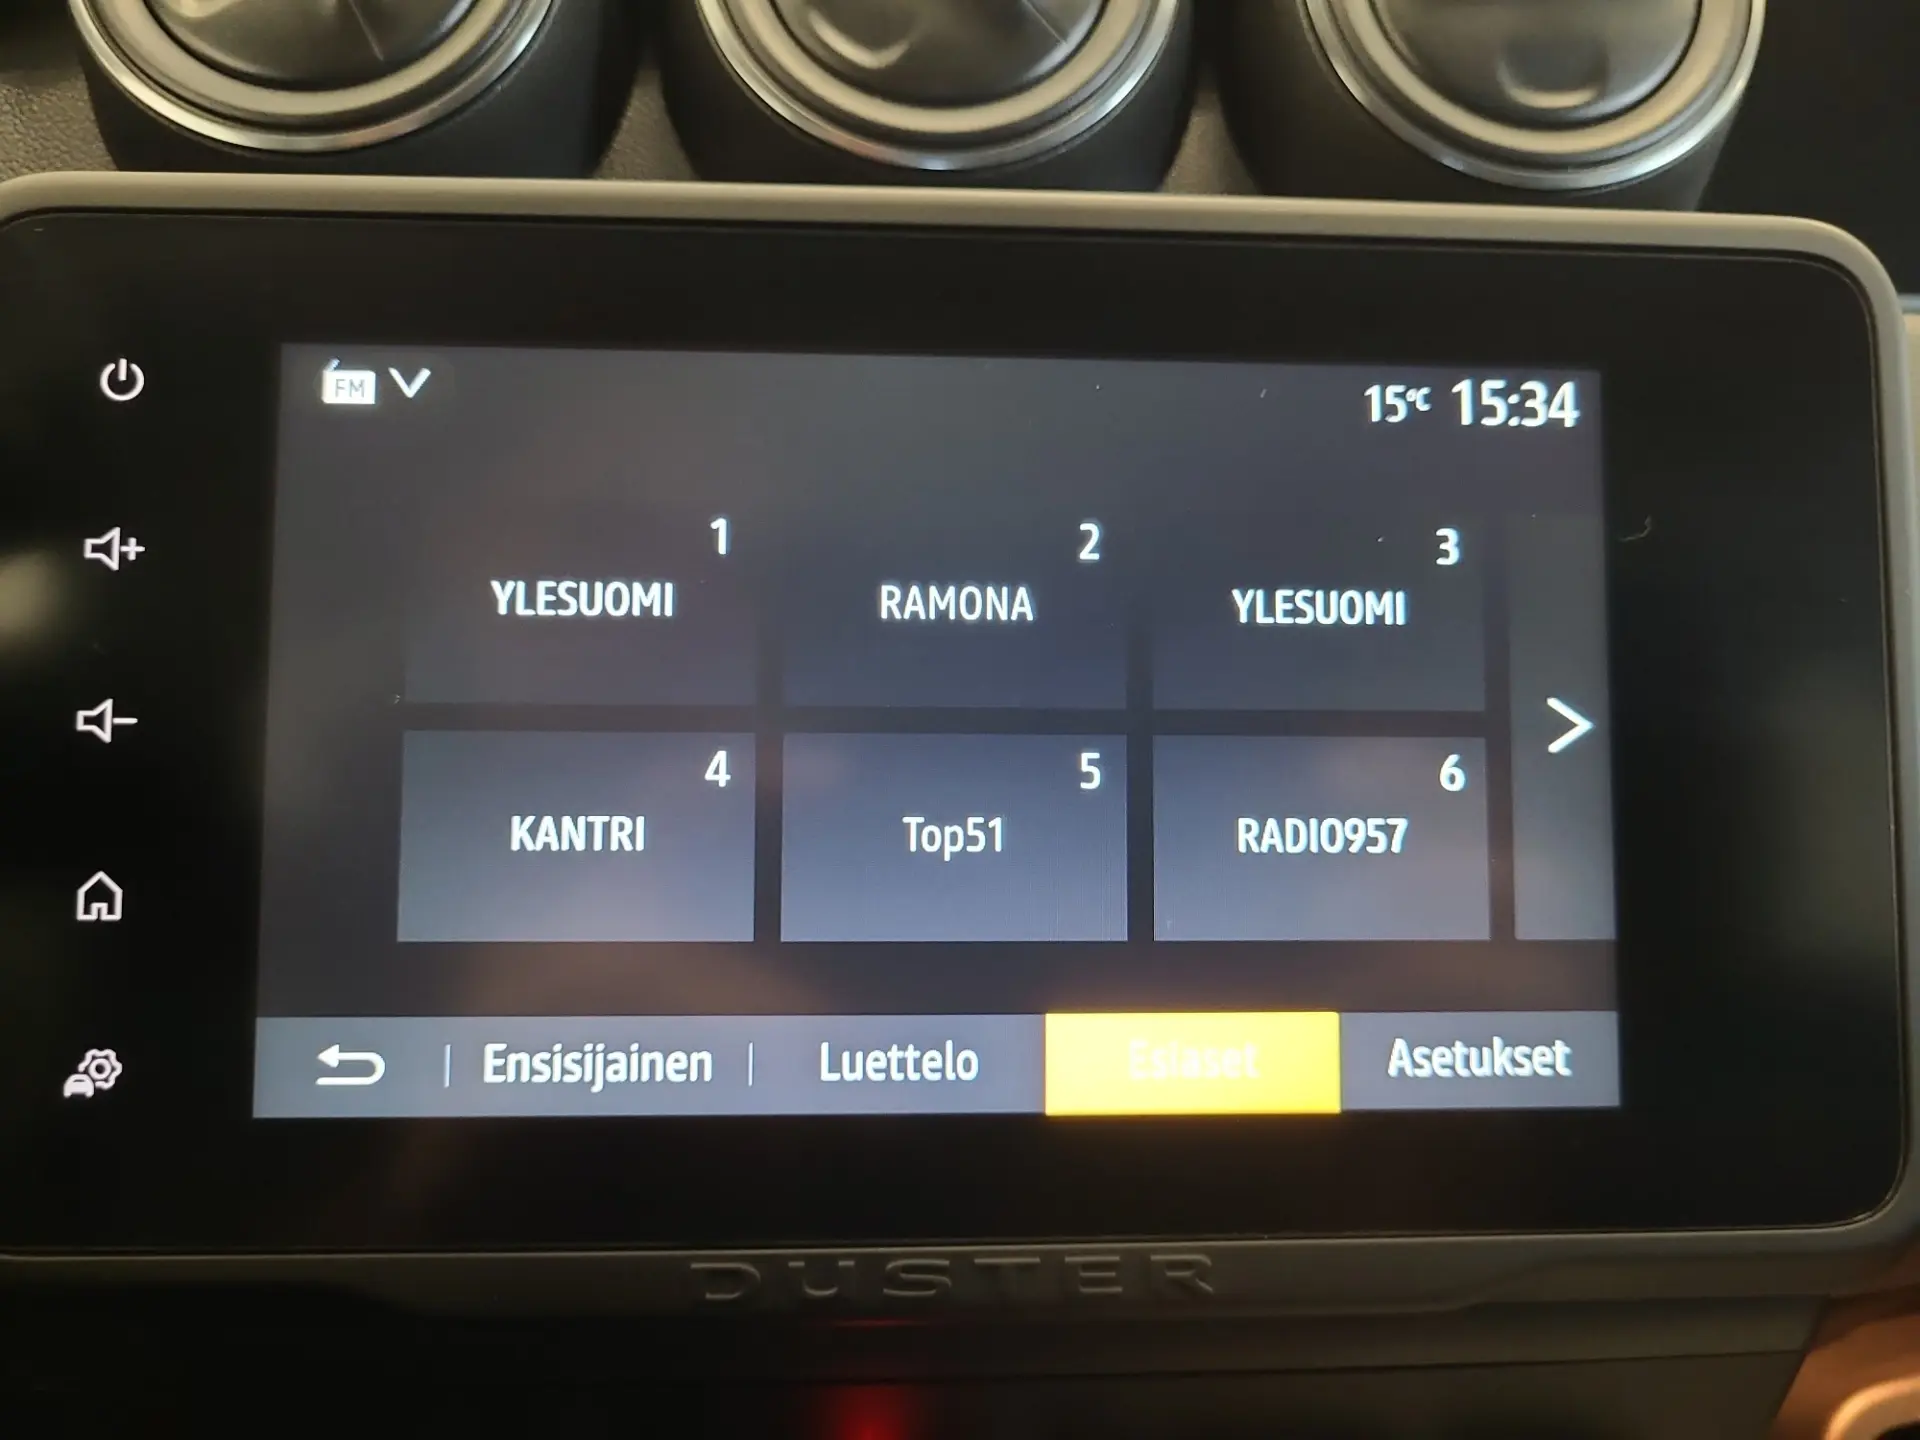 FM 15°C 15:34
1 2 3
YLESUOMI RAMONA YLESUOMI
4 5 6
KANTRI Top51 RADIO957
Ensisijainen Luettelo Esiaset Asetukset
DUSTER